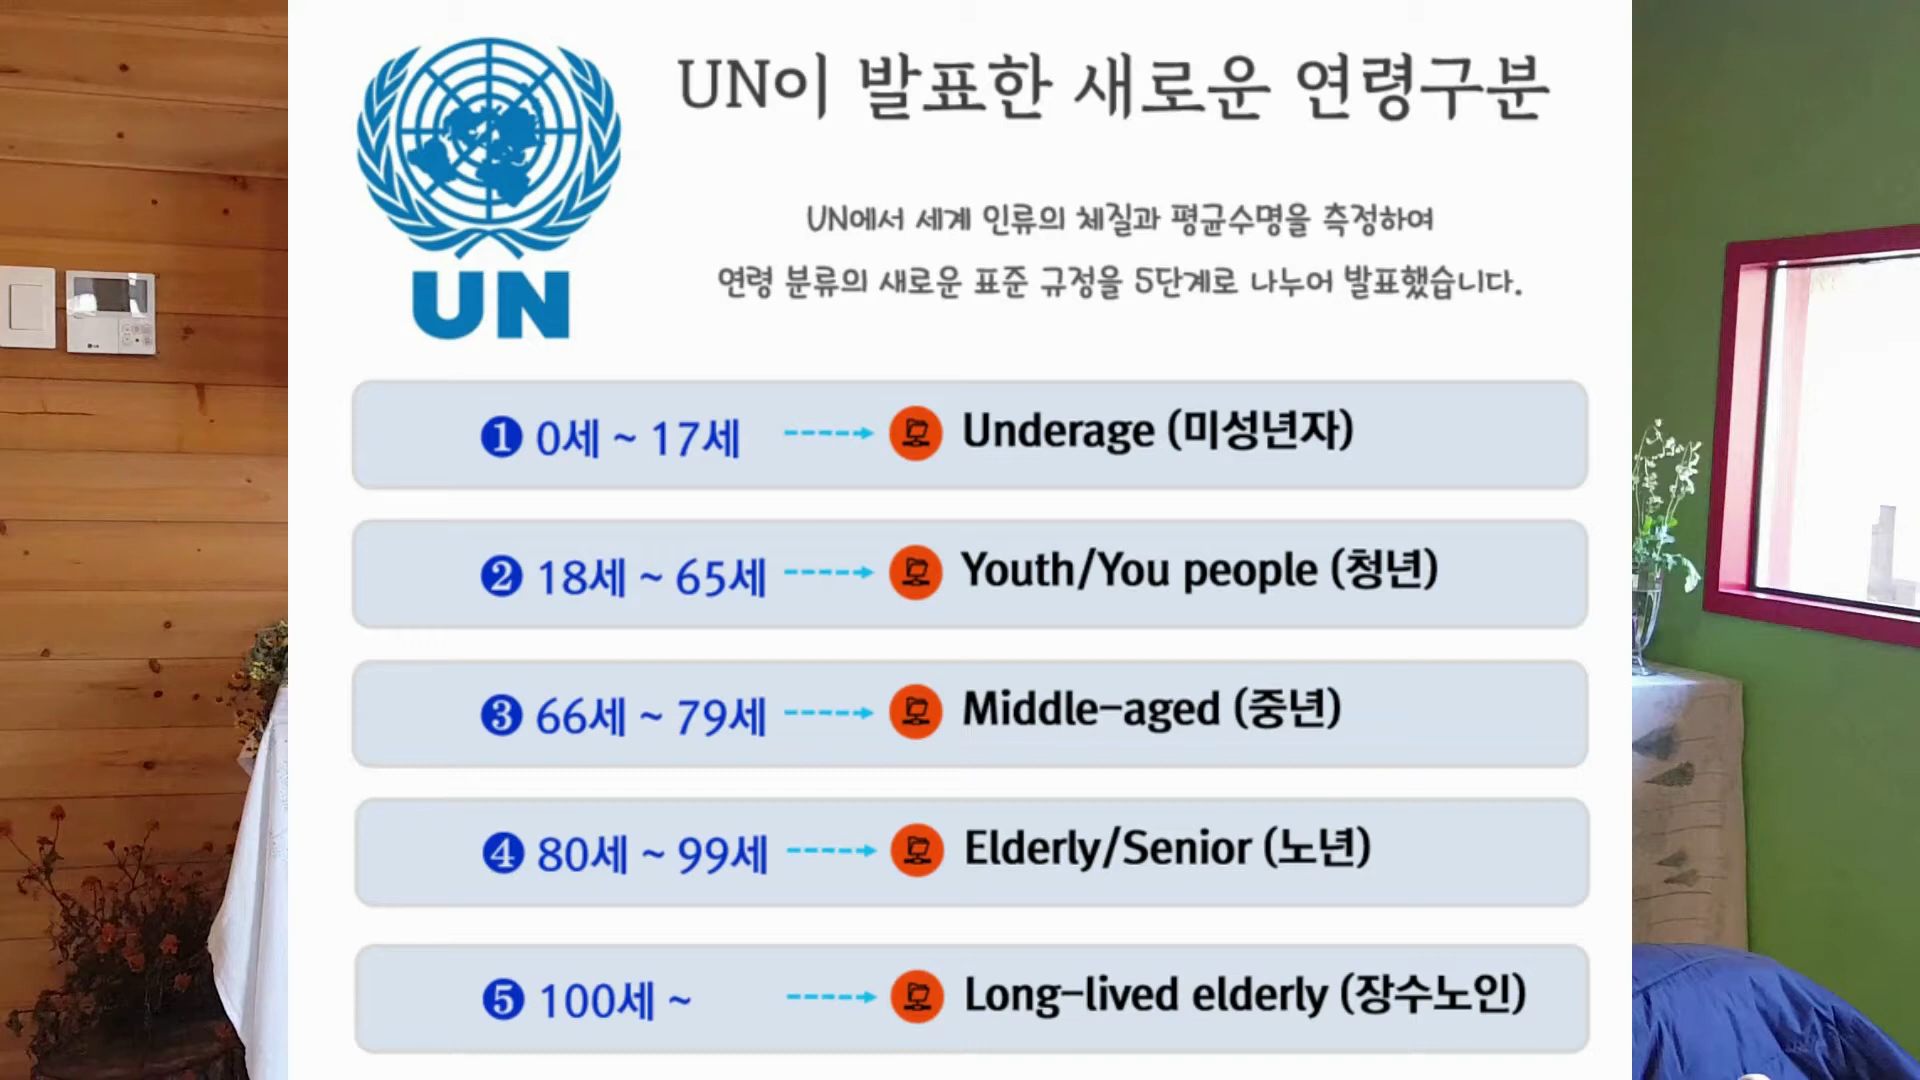 UN이 발표한 새로운 연령구분
UN에서 세계 인류의 체질과 평균수명을 측정하여
연령 분류의 새로운 표준 규정을 5단계로 나누어 발표했습니다.
UN
❶ 0세 ~ 17세 Underage (미성년자)
❷ 18세 ~ 65세 Youth/You people (청년)
❸ 66세 ~ 79세 Middle-aged (중년)
❹ 80세 ~ 99세 Elderly/Senior (노년)
❺ 100세 ~ Long-lived elderly (장수노인)